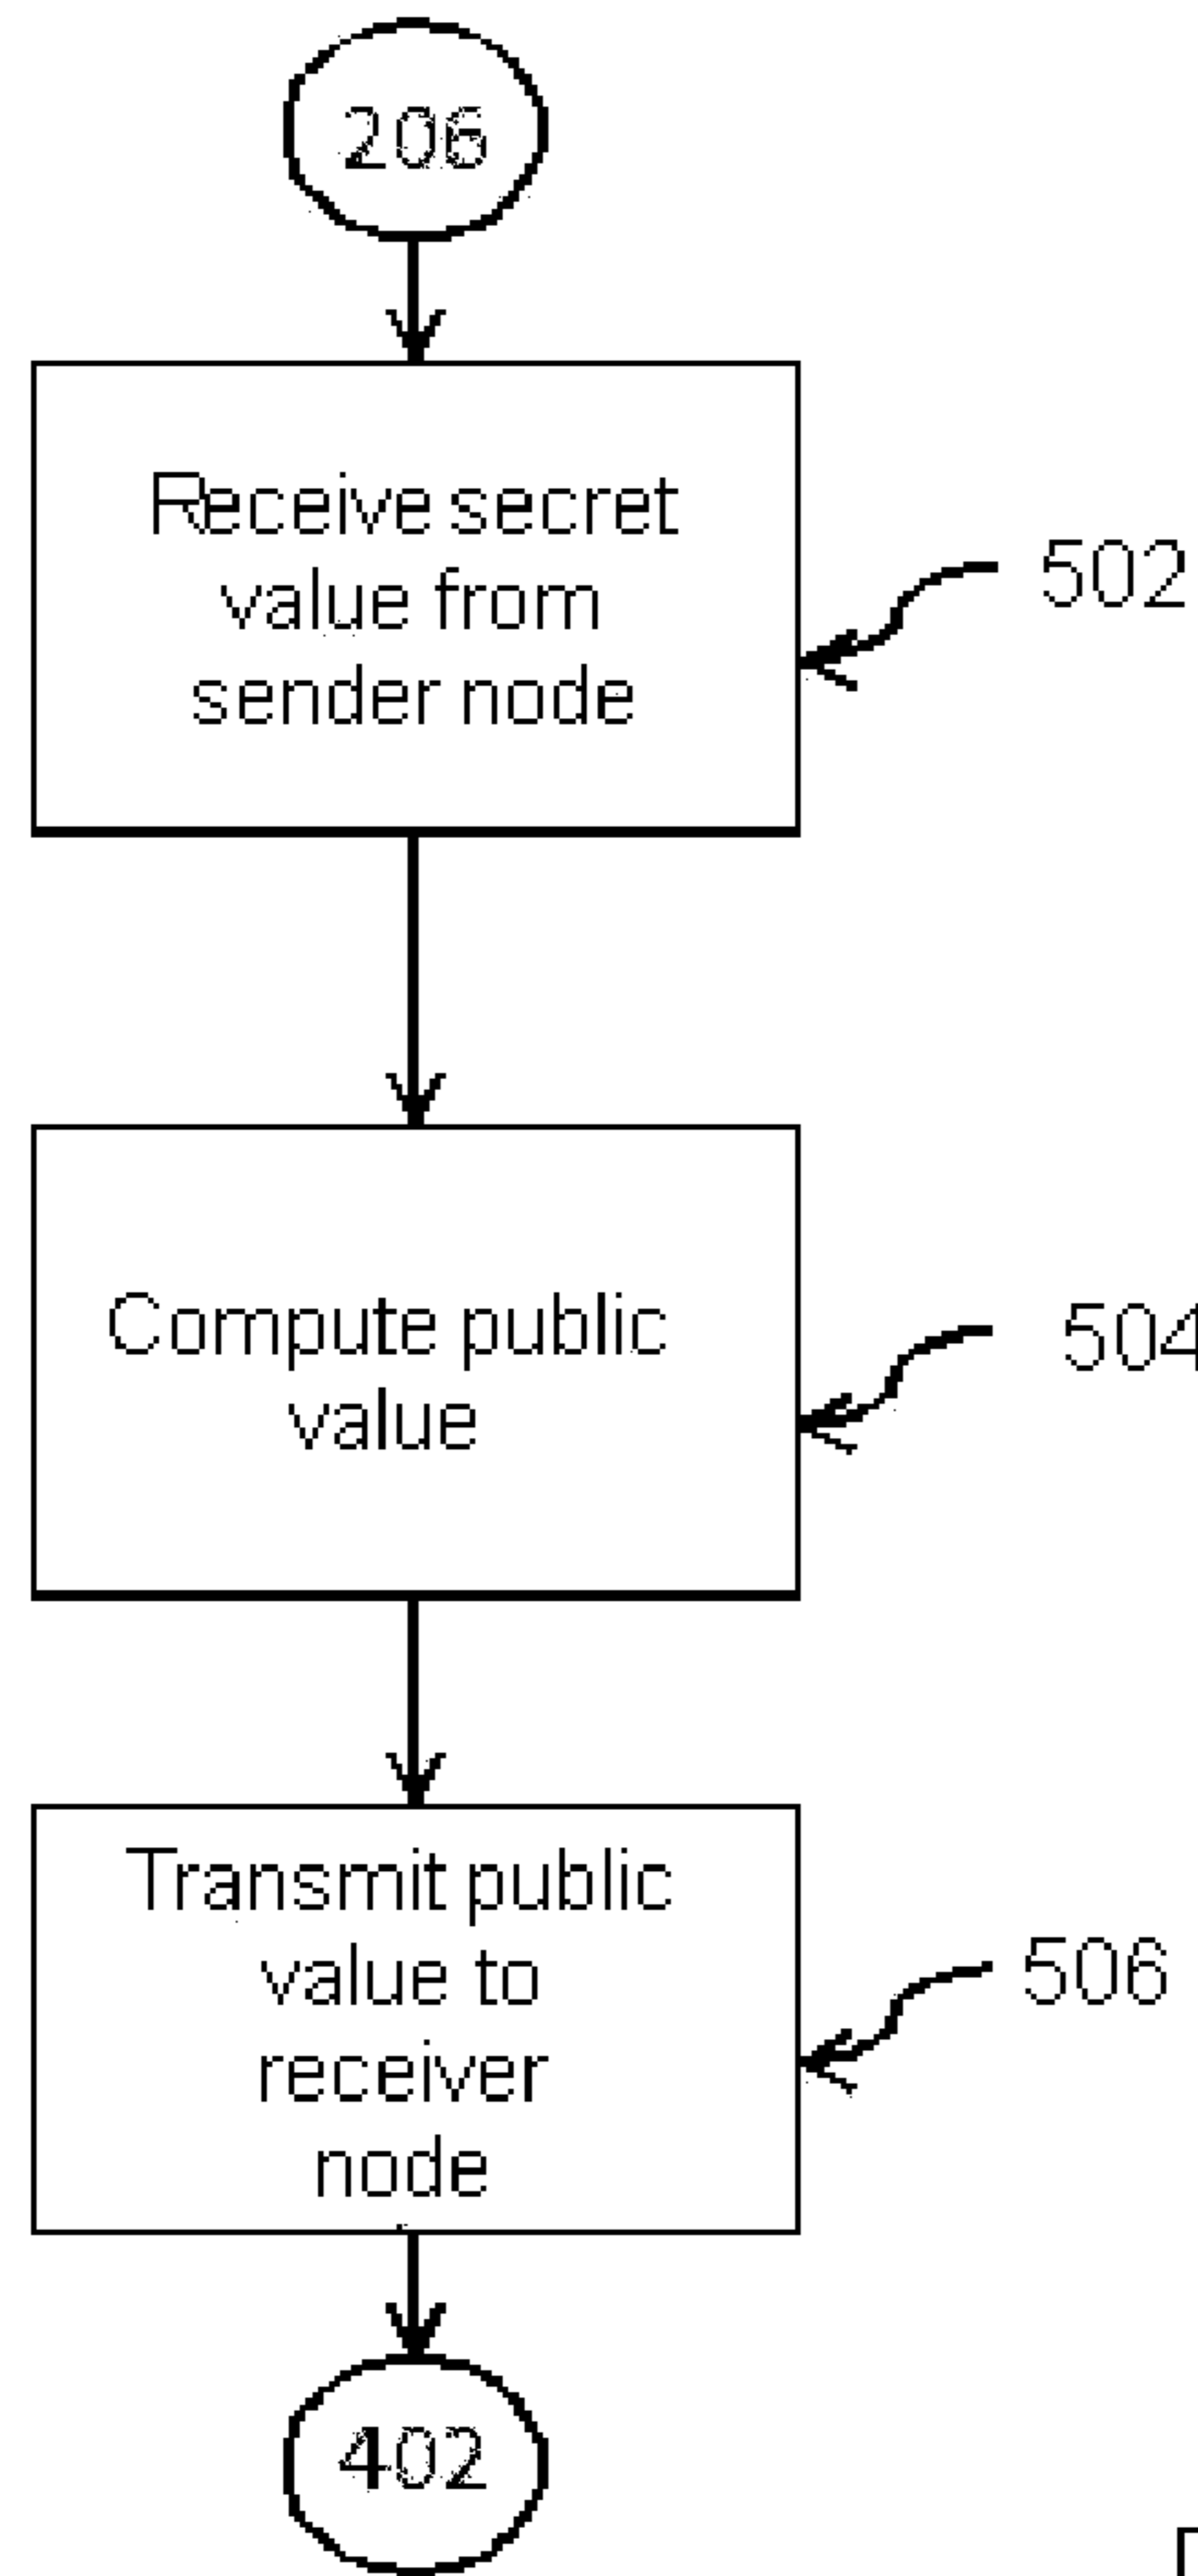 206
Receive secret
value from
sender node
502
Compute public
value
504
Transmit public
value to
receiver
node
506
402